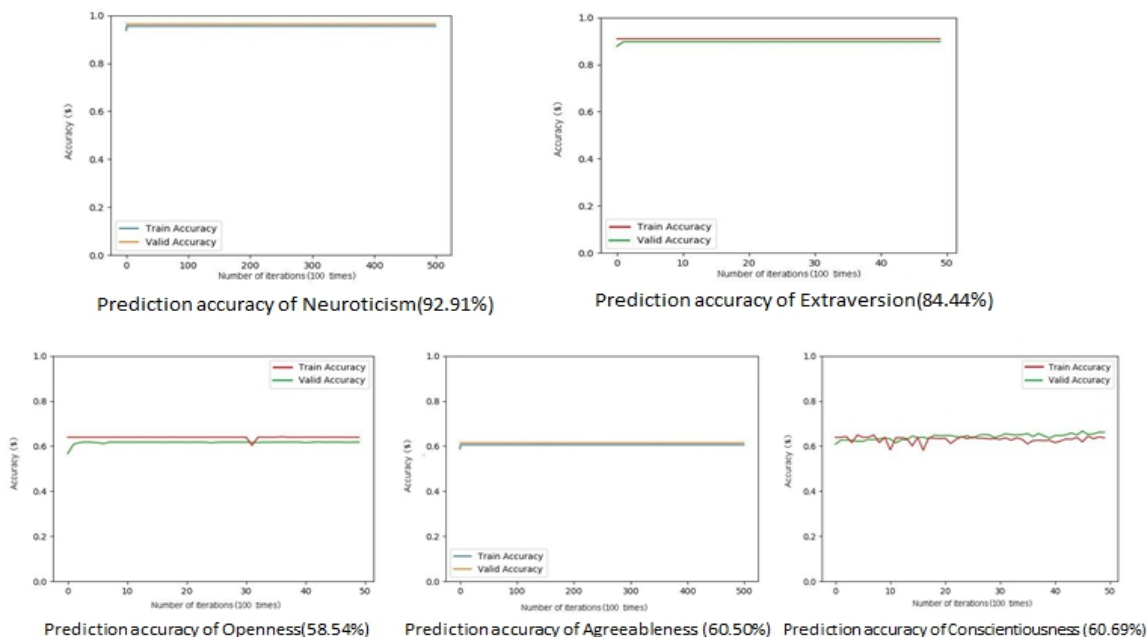 1.0
0.8
0.6
0.4
0.2
0.0
Accuracy (%)
Train Accuracy
Valid Accuracy
0 100 200 300 400 500
Number of iterations (100 times)
Prediction accuracy of Neuroticism(92.91%)
1.0
0.8
0.6
0.4
0.2
0.0
Accuracy (%)
Train Accuracy
Valid Accuracy
0 10 20 30 40 50
Number of iterations (100 times)
Prediction accuracy of Extraversion(84.44%)
1.0
0.8
0.6
0.4
0.2
0.0
Accuracy (%)
Train Accuracy
Valid Accuracy
0 10 20 30 40 50
Number of iterations (100 times)
Prediction accuracy of Openness(58.54%)
1.0
0.8
0.6
0.4
0.2
0.0
Accuracy (%)
Train Accuracy
Valid Accuracy
0 100 200 300 400 500
Number of iterations (100 times)
Prediction accuracy of Agreeableness (60.50%)
1.0
0.8
0.6
0.4
0.2
0.0
Accuracy (%)
Train Accuracy
Valid Accuracy
0 10 20 30 40 50
Number of iterations (100 times)
Prediction accuracy of Conscientiousness (60.69%)